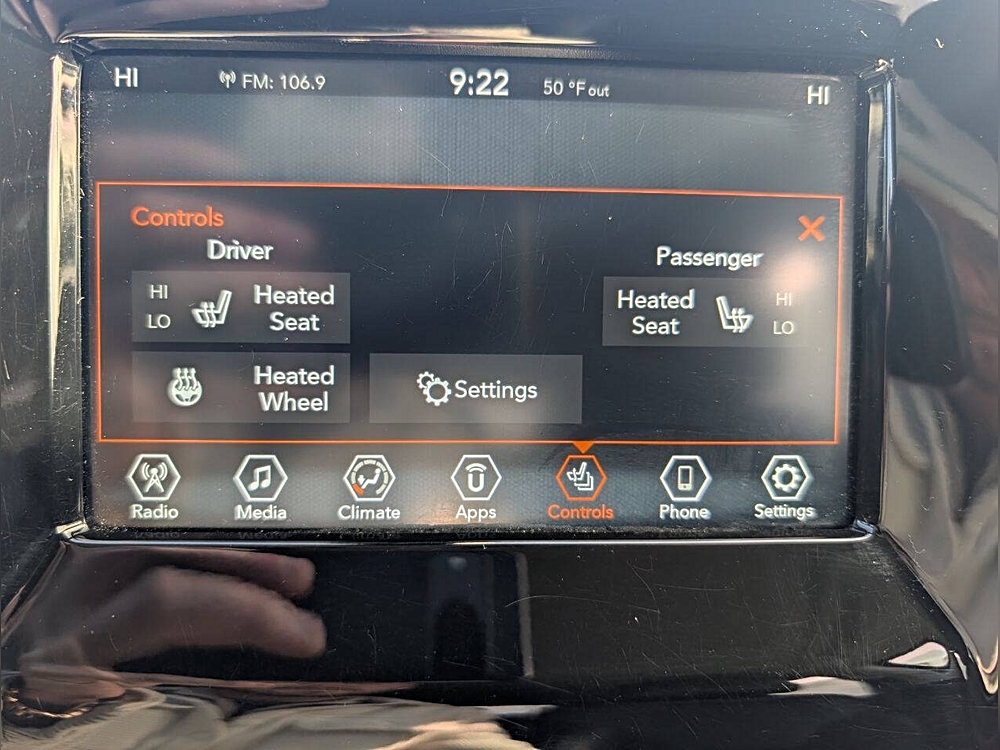 HI FM: 106.9 9:22 50 °F out HI
Controls
Driver
Passenger
HI
LO
Heated
Seat
Heated
Seat
HI
LO
Heated
Wheel
Settings
Radio Media Climate Apps Controls Phone Settings